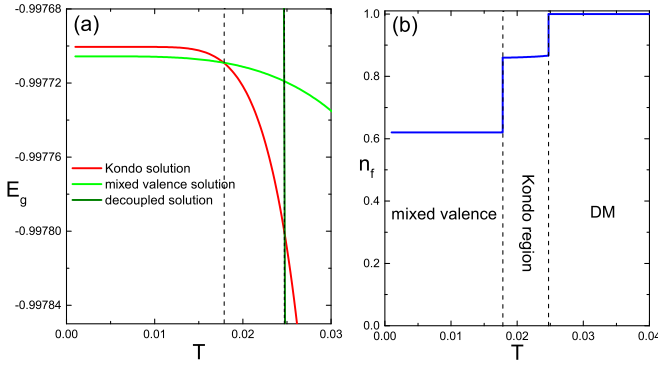 (a)
-0.99768
-0.99772
-0.99776
-0.99780
-0.99784
E_g
Kondo solution
mixed valence solution
decoupled solution
0.00
0.01
0.02
0.03
T
(b)
1.0
0.8
0.6
0.4
0.2
0.0
n_f
mixed valence
Kondo region
DM
0.00
0.01
0.02
0.03
0.04
T